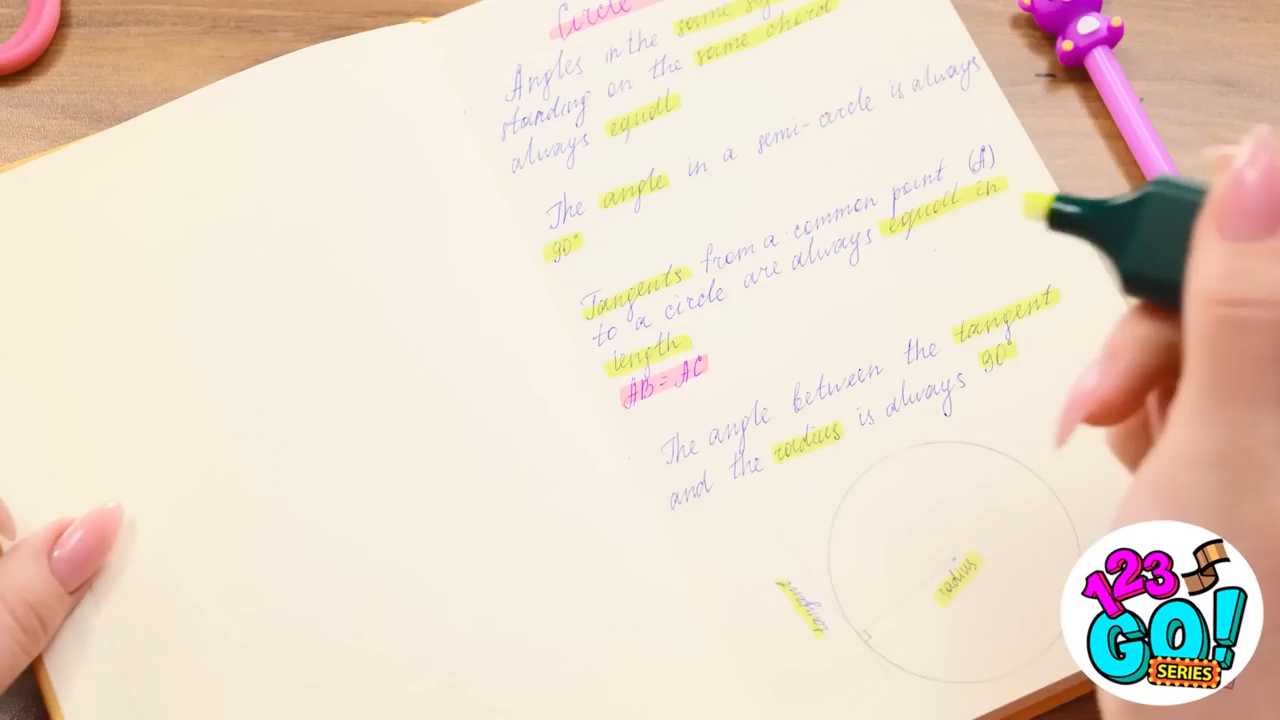 Circle
Angles in the same
standing on the same chord
always equall
The angle in a semi-circle is always
90°
Tangents from a common point (A)
to a circle are always equall in
length
AB = AC
The angle between the tangent
and the radius is always 90°
radius
tangent
123
GO!
SERIES